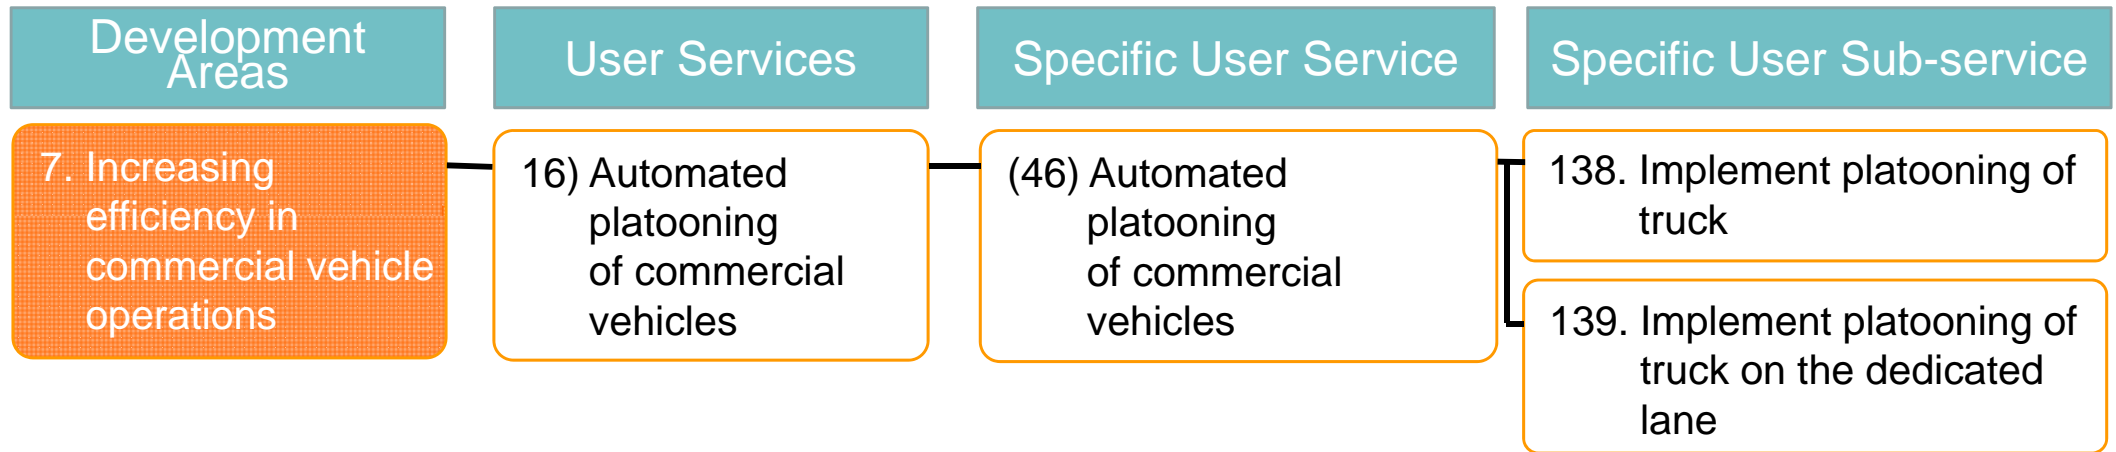 Development
Areas
User Services
Specific User Service
Specific User Sub-service
7. Increasing
efficiency in
commercial vehicle
operations
16) Automated
platooning
of commercial
vehicles
(46) Automated
platooning
of commercial
vehicles
138. Implement platooning of
truck
139. Implement platooning of
truck on the dedicated
lane